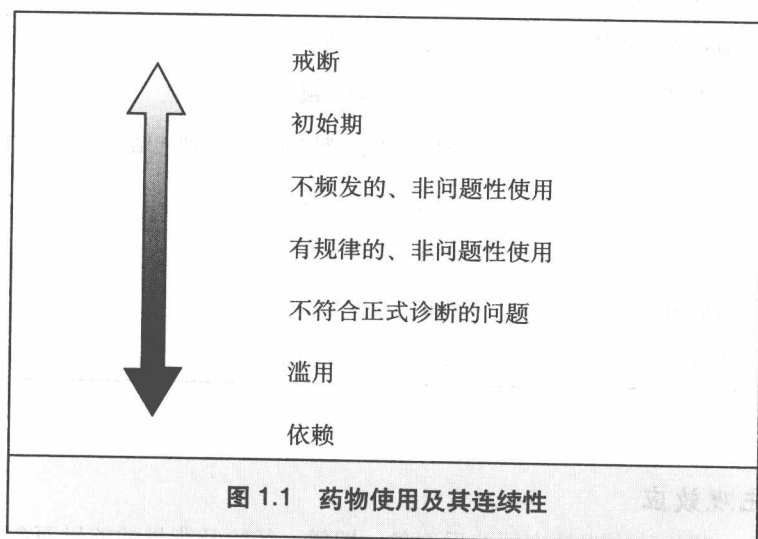 戒断
初始期
不频发的、非问题性使用
有规律的、非问题性使用
不符合正式诊断的问题
滥用
依赖
图 1.1 药物使用及其连续性